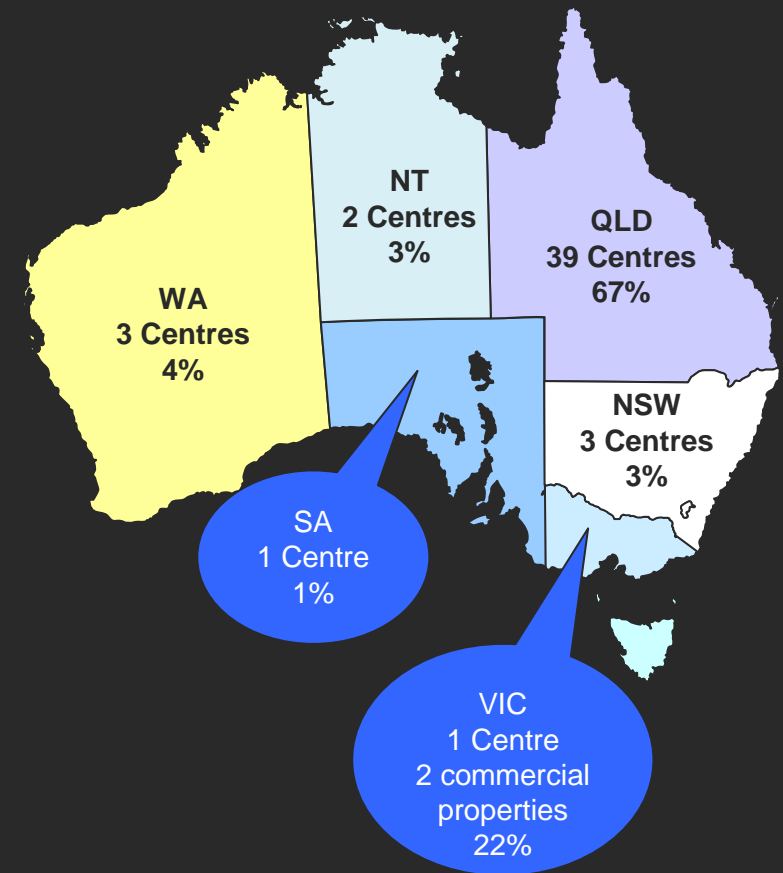 NT
2 Centres
3%
QLD
39 Centres
67%
WA
3 Centres
4%
NSW
3 Centres
3%
SA
1 Centre
1%
VIC
1 Centre
2 commercial
properties
22%